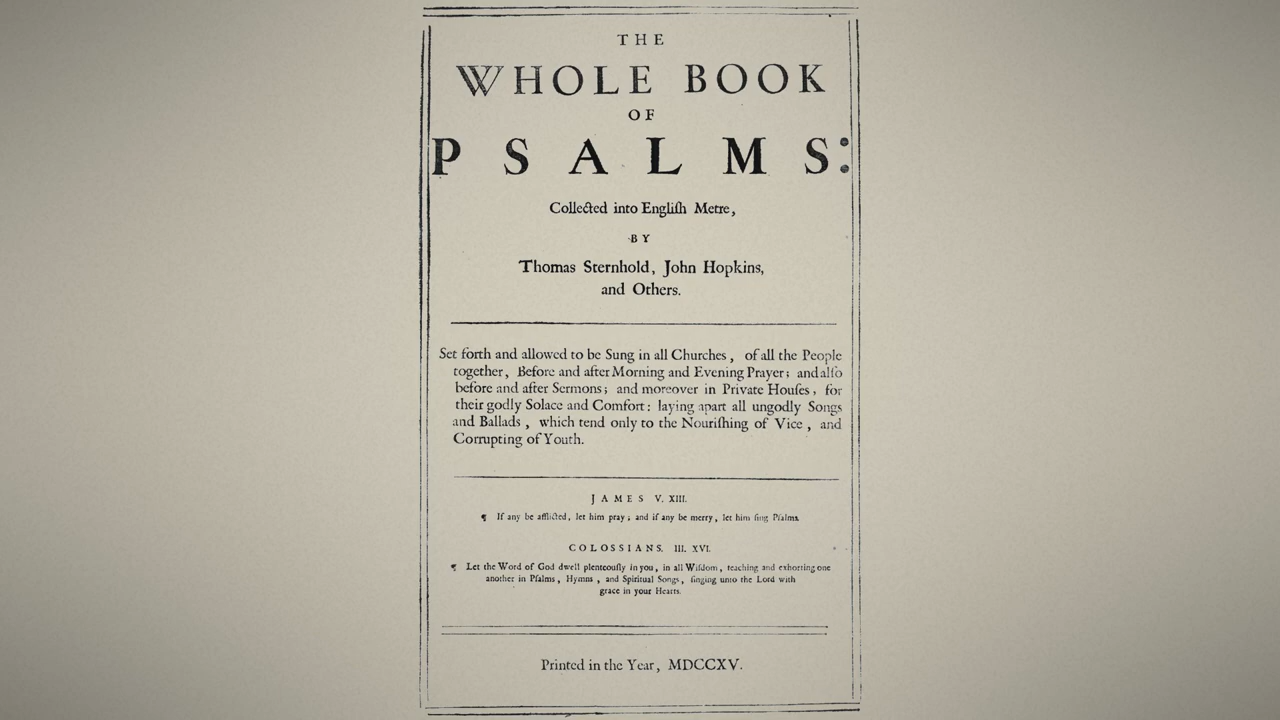 THE
WHOLE BOOK
OF
PSALMS:
Collected into Engliſh Metre,
BY
Thomas Sternhold, John Hopkins,
and Others.
Set forth and allowed to be Sung in all Churches, of all the People
together, Before and after Morning and Evening Prayer; and alſo
before and after Sermons; and moreover in Private Houſes, for
their godly Solace and Comfort: laying apart all ungodly Songs
and Ballads, which tend only to the Nouriſhing of Vice, and
Corrupting of Youth.
JAMES V. XIII.
¶ If any be afflicted, let him pray; and if any be merry, let him ſing Pſalms.
COLOSSIANS. III. XVI.
¶ Let the Word of God dwell plenteouſly in you, in all Wiſdom, teaching and exhorting one
another in Pſalms, Hymns, and Spiritual Songs, ſinging unto the Lord with
grace in your Hearts.
Printed in the Year, MDCCXV.